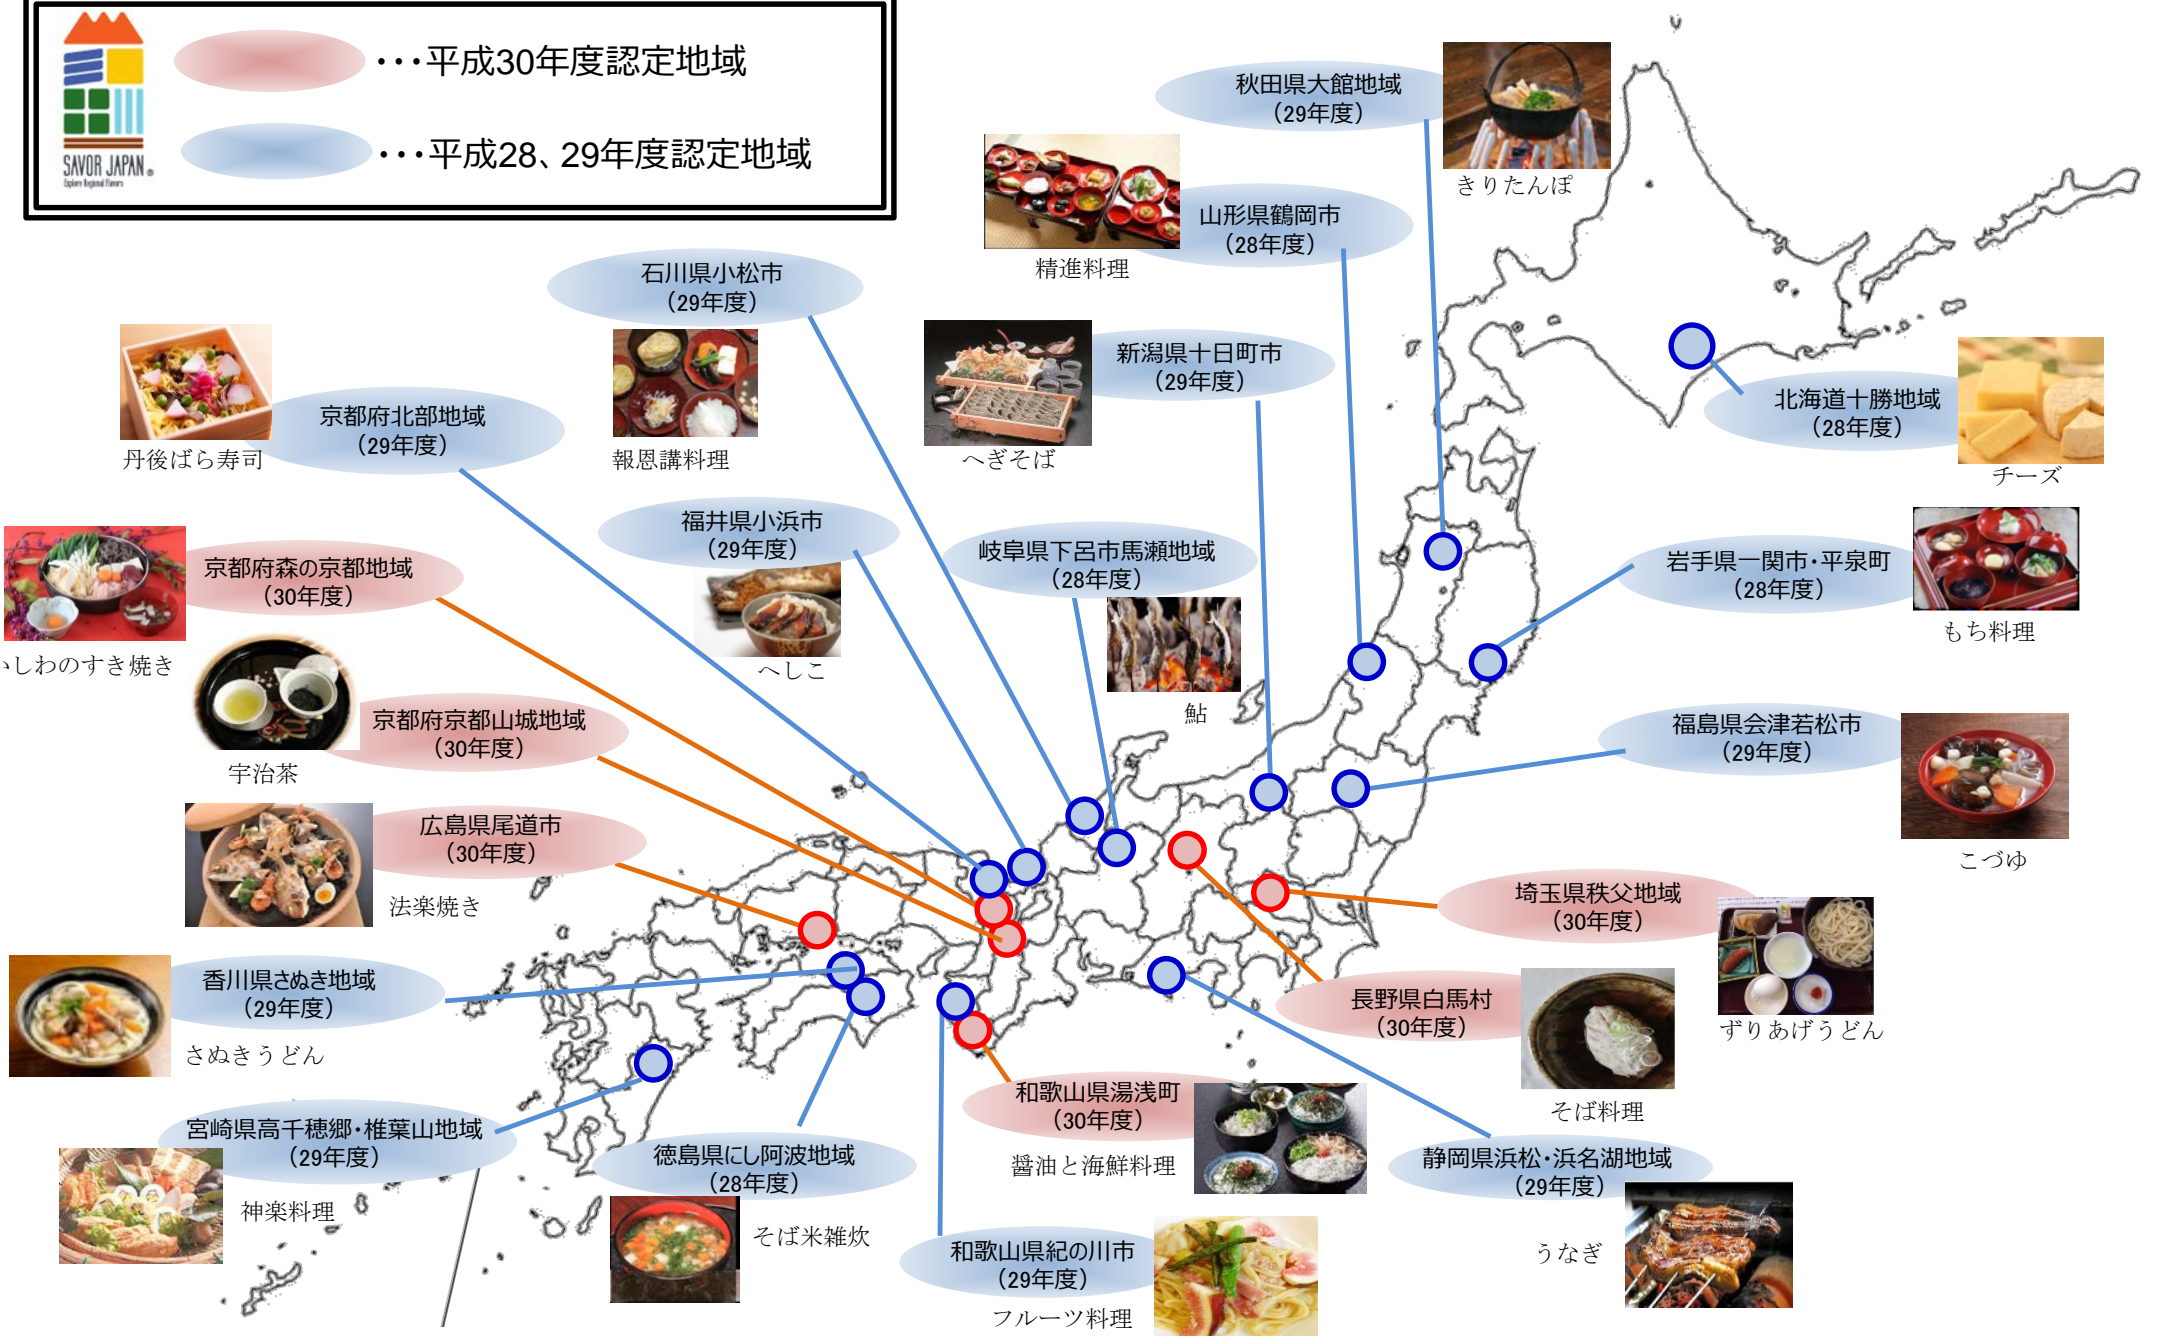 SAVOR JAPAN®
Explore Regional Flavors
・・・平成30年度認定地域
・・・平成28、29年度認定地域
秋田県大館地域
（29年度）
きりたんぽ
山形県鶴岡市
（28年度）
精進料理
石川県小松市
（29年度）
報恩講料理
新潟県十日町市
（29年度）
へぎそば
北海道十勝地域
（28年度）
チーズ
京都府北部地域
（29年度）
丹後ばら寿司
福井県小浜市
（29年度）
へしこ
岐阜県下呂市馬瀬地域
（28年度）
鮎
岩手県一関市・平泉町
（28年度）
もち料理
京都府森の京都地域
（30年度）
しわのすき焼き
京都府京都山城地域
（30年度）
宇治茶
福島県会津若松市
（29年度）
こづゆ
広島県尾道市
（30年度）
法楽焼き
埼玉県秩父地域
（30年度）
ずりあげうどん
香川県さぬき地域
（29年度）
さぬきうどん
長野県白馬村
（30年度）
そば料理
宮崎県高千穂郷・椎葉山地域
（29年度）
神楽料理
徳島県にし阿波地域
（28年度）
そば米雑炊
和歌山県湯浅町
（30年度）
醤油と海鮮料理
静岡県浜松・浜名湖地域
（29年度）
うなぎ
和歌山県紀の川市
（29年度）
フルーツ料理